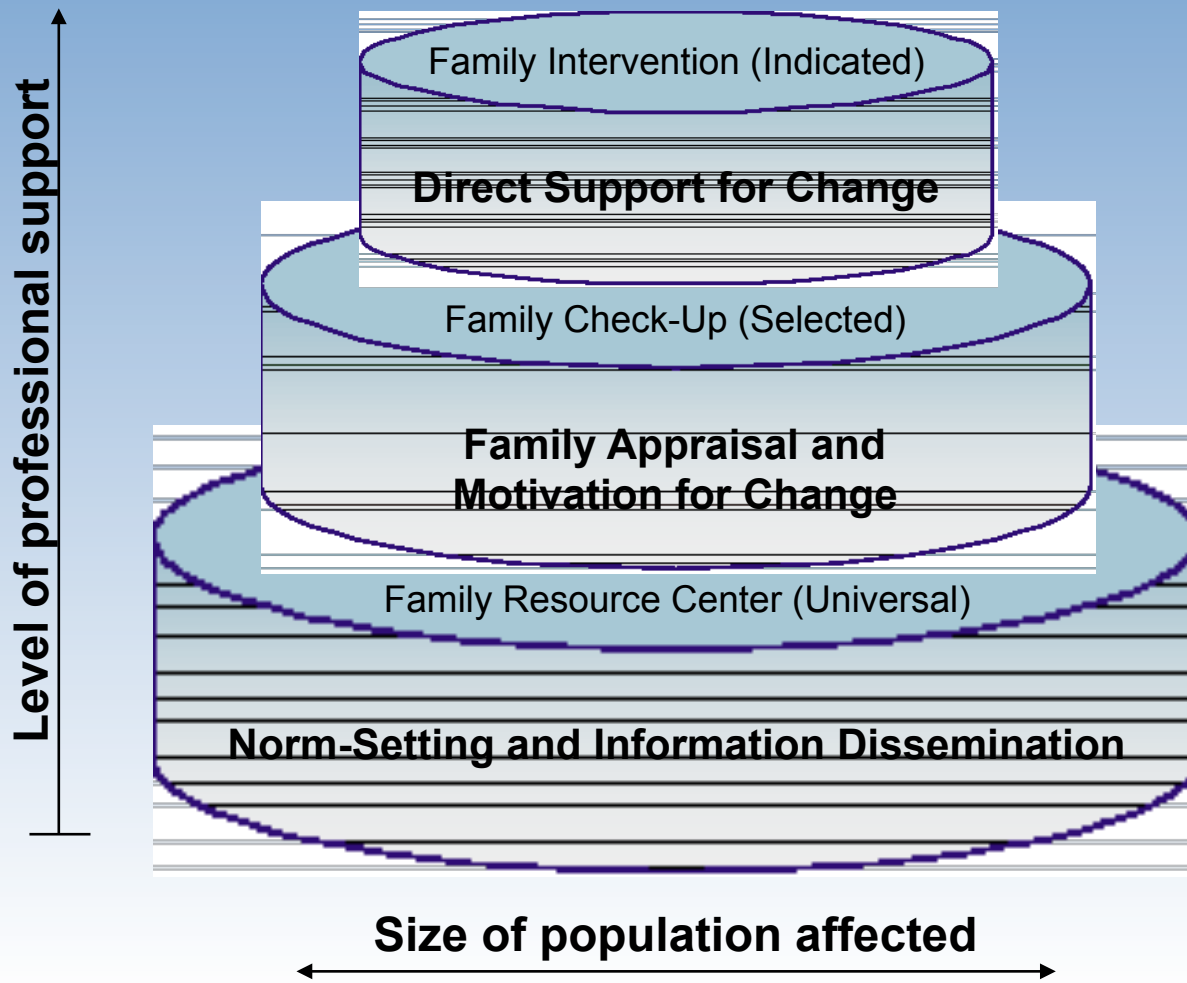 Level of professional support
Family Intervention (Indicated)
Direct Support for Change
Family Check-Up (Selected)
Family Appraisal and
Motivation for Change
Family Resource Center (Universal)
Norm-Setting and Information Dissemination
Size of population affected